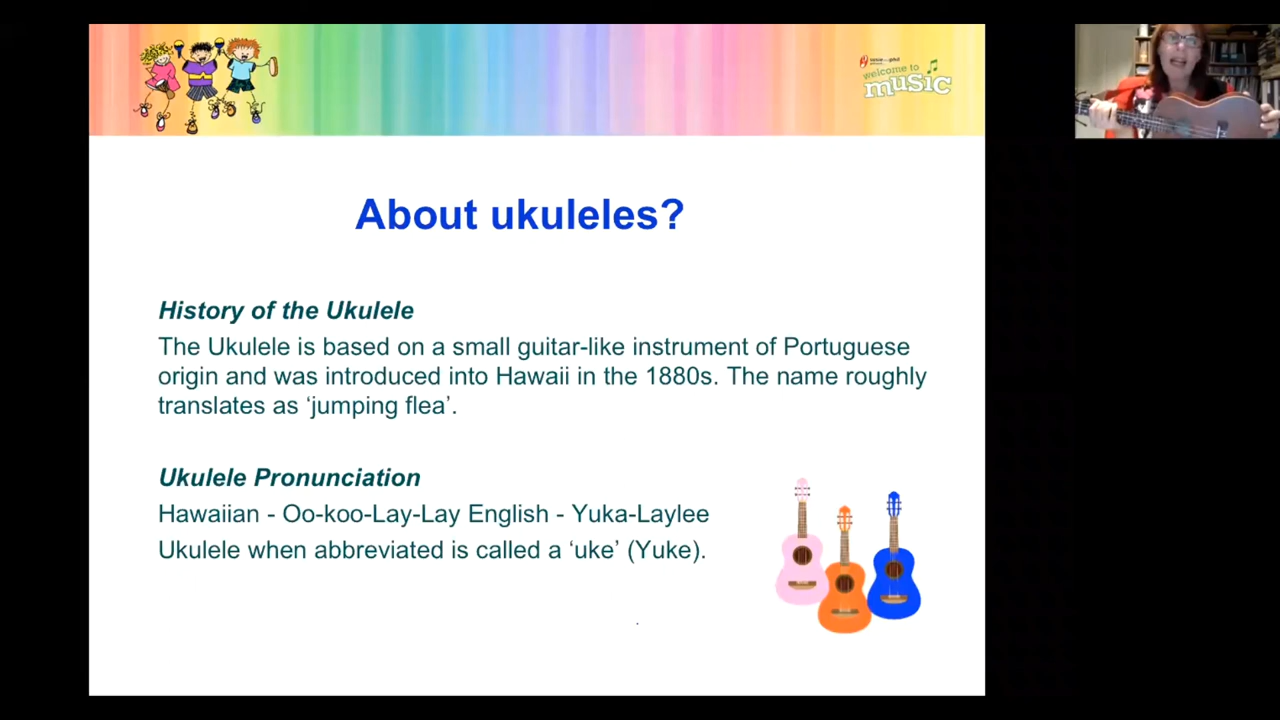 welcome to
music
About ukuleles?
History of the Ukulele
The Ukulele is based on a small guitar-like instrument of Portuguese
origin and was introduced into Hawaii in the 1880s. The name roughly
translates as ‘jumping flea’.
Ukulele Pronunciation
Hawaiian - Oo-koo-Lay-Lay English - Yuka-Laylee
Ukulele when abbreviated is called a ‘uke’ (Yuke).